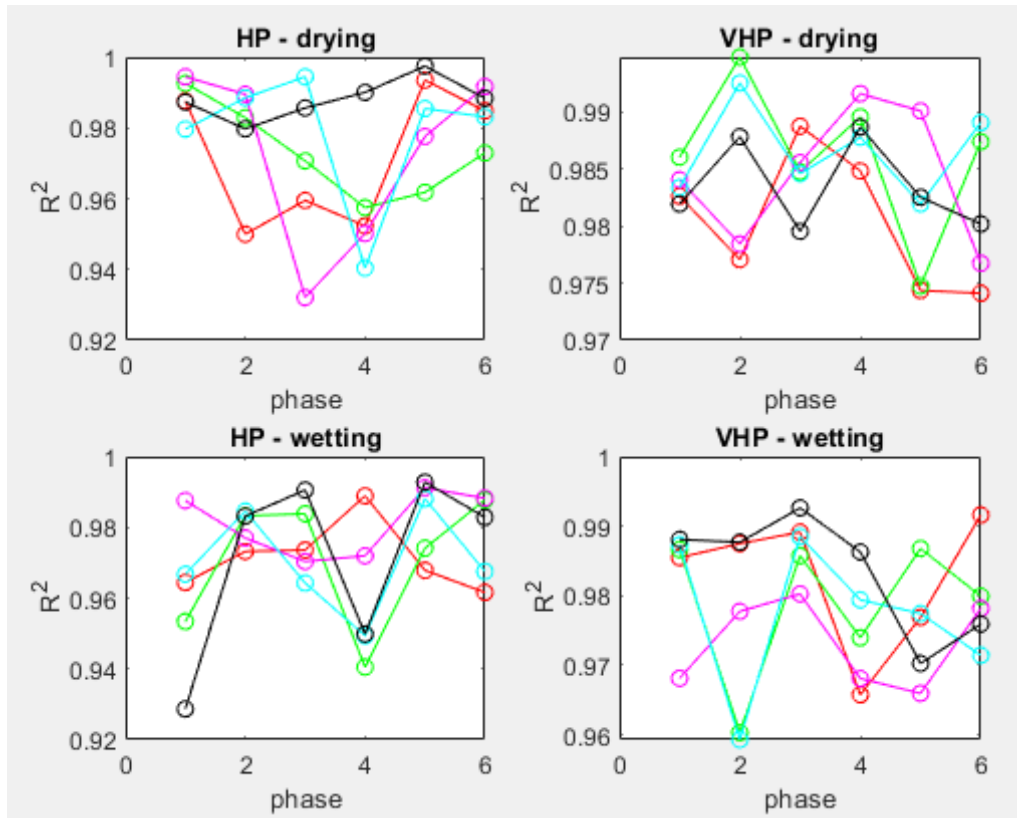 HP - drying
1
0.98
0.96
0.94
0.92
R²
0 2 4 6
phase
VHP - drying
0.99
0.985
0.98
0.975
0.97
R²
0 2 4 6
phase
HP - wetting
1
0.98
0.96
0.94
0.92
R²
0 2 4 6
phase
VHP - wetting
1
0.99
0.98
0.97
0.96
R²
0 2 4 6
phase